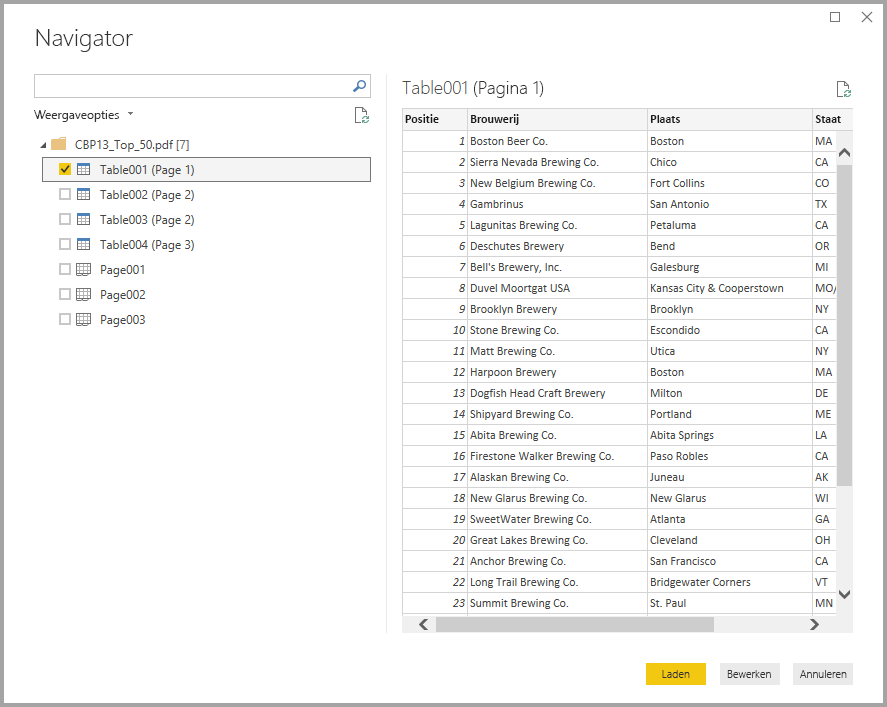 Navigator
Weergaveopties
CBP13_Top_50.pdf [7]
Table001 (Page 1)
Table002 (Page 2)
Table003 (Page 2)
Table004 (Page 3)
Page001
Page002
Page003
Table001 (Pagina 1)
Positie Brouwerij Plaats Staat
1 Boston Beer Co. Boston MA
2 Sierra Nevada Brewing Co. Chico CA
3 New Belgium Brewing Co. Fort Collins CO
4 Gambrinus San Antonio TX
5 Lagunitas Brewing Co. Petaluma CA
6 Deschutes Brewery Bend OR
7 Bell's Brewery, Inc. Galesburg MI
8 Duvel Moortgat USA Kansas City & Cooperstown MO/
9 Brooklyn Brewery Brooklyn NY
10 Stone Brewing Co. Escondido CA
11 Matt Brewing Co. Utica NY
12 Harpoon Brewery Boston MA
13 Dogfish Head Craft Brewery Milton DE
14 Shipyard Brewing Co. Portland ME
15 Abita Brewing Co. Abita Springs LA
16 Firestone Walker Brewing Co. Paso Robles CA
17 Alaskan Brewing Co. Juneau AK
18 New Glarus Brewing Co. New Glarus WI
19 SweetWater Brewing Co. Atlanta GA
20 Great Lakes Brewing Co. Cleveland OH
21 Anchor Brewing Co. San Francisco CA
22 Long Trail Brewing Co. Bridgewater Corners VT
23 Summit Brewing Co. St. Paul MN
Laden Bewerken Annuleren